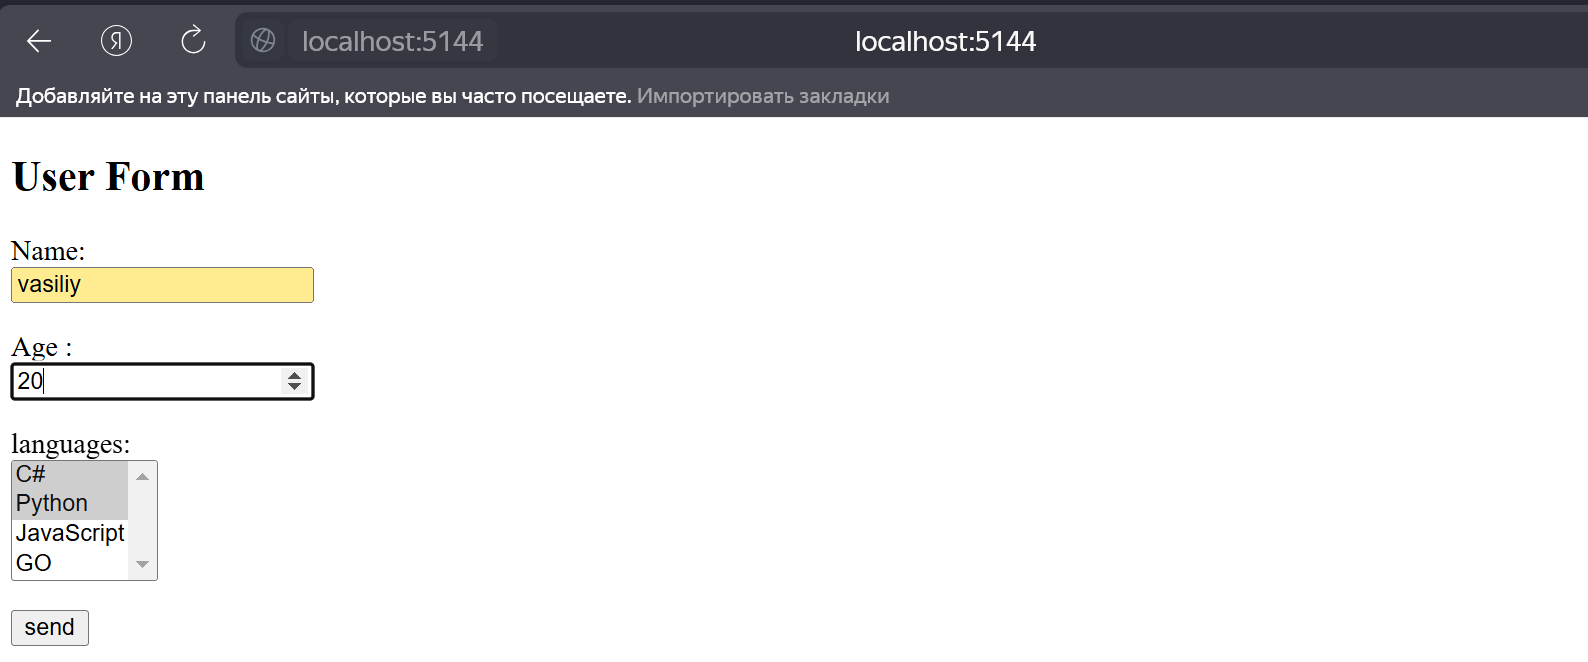 Я localhost:5144 localhost:5144
Добавляйте на эту панель сайты, которые вы часто посещаете. Импортировать закладки
User Form
Name:
vasiliy
Age :
20
languages:
C#
Python
JavaScript
GO
send